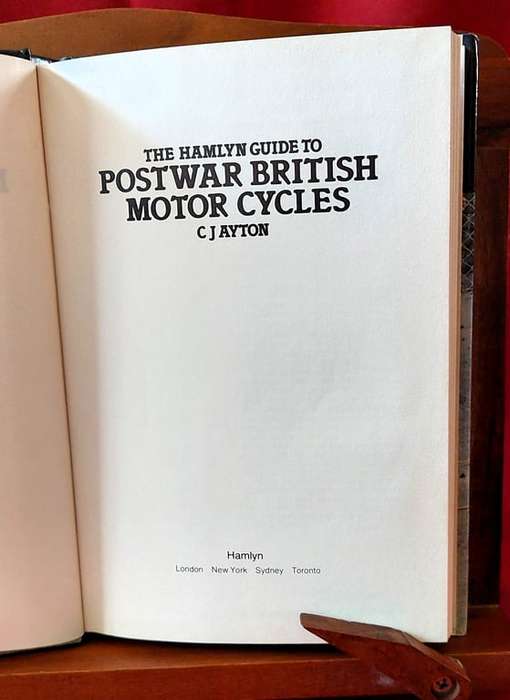 THE HAMLYN GUIDE TO
POSTWAR BRITISH
MOTOR CYCLES
C J AYTON
Hamlyn
London New York Sydney Toronto